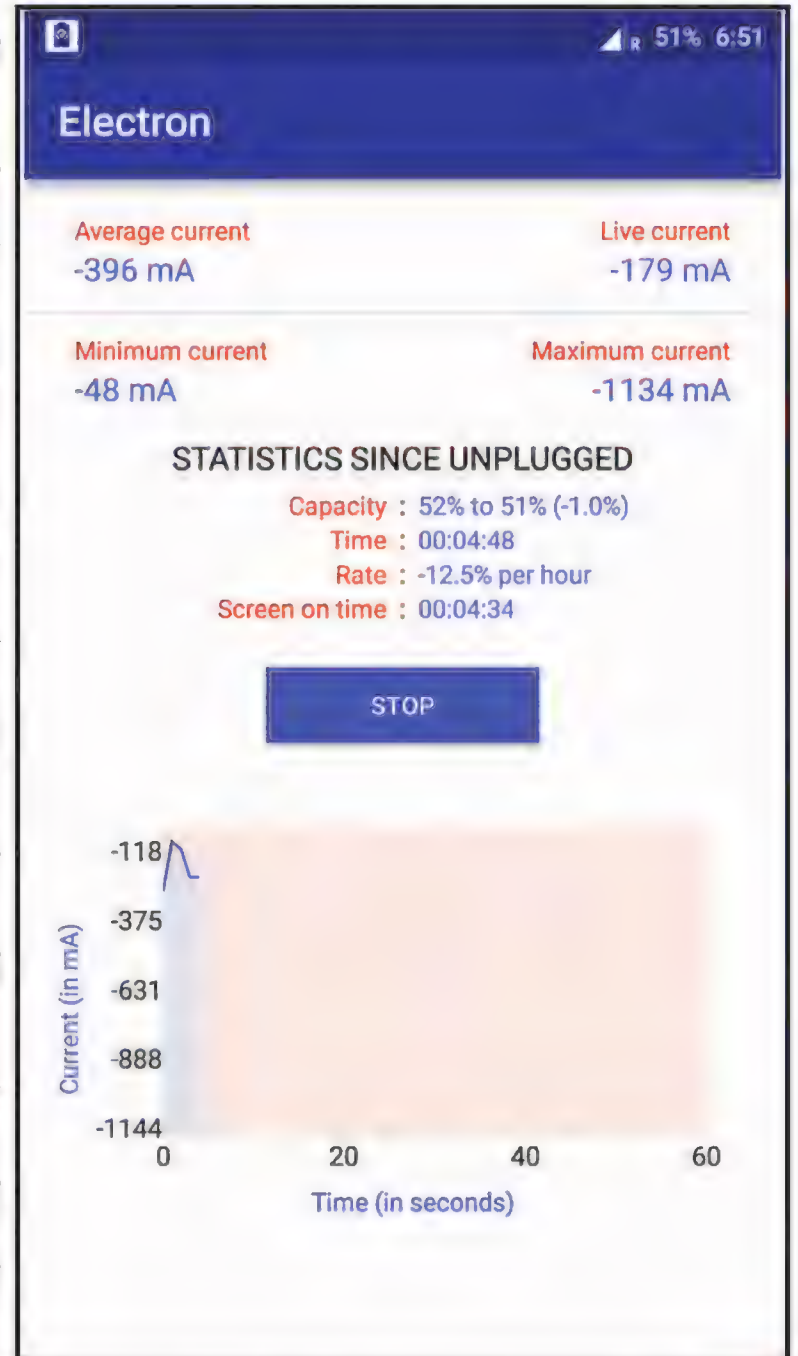 R 51% 6:51
Electron
Average current Live current
-396 mA -179 mA
Minimum current Maximum current
-48 mA -1134 mA
STATISTICS SINCE UNPLUGGED
Capacity : 52% to 51% (-1.0%)
Time : 00:04:48
Rate : -12.5% per hour
Screen on time : 00:04:34
STOP
-118
-375
-631
-888
-1144
Current (in mA)
0 20 40 60
Time (in seconds)